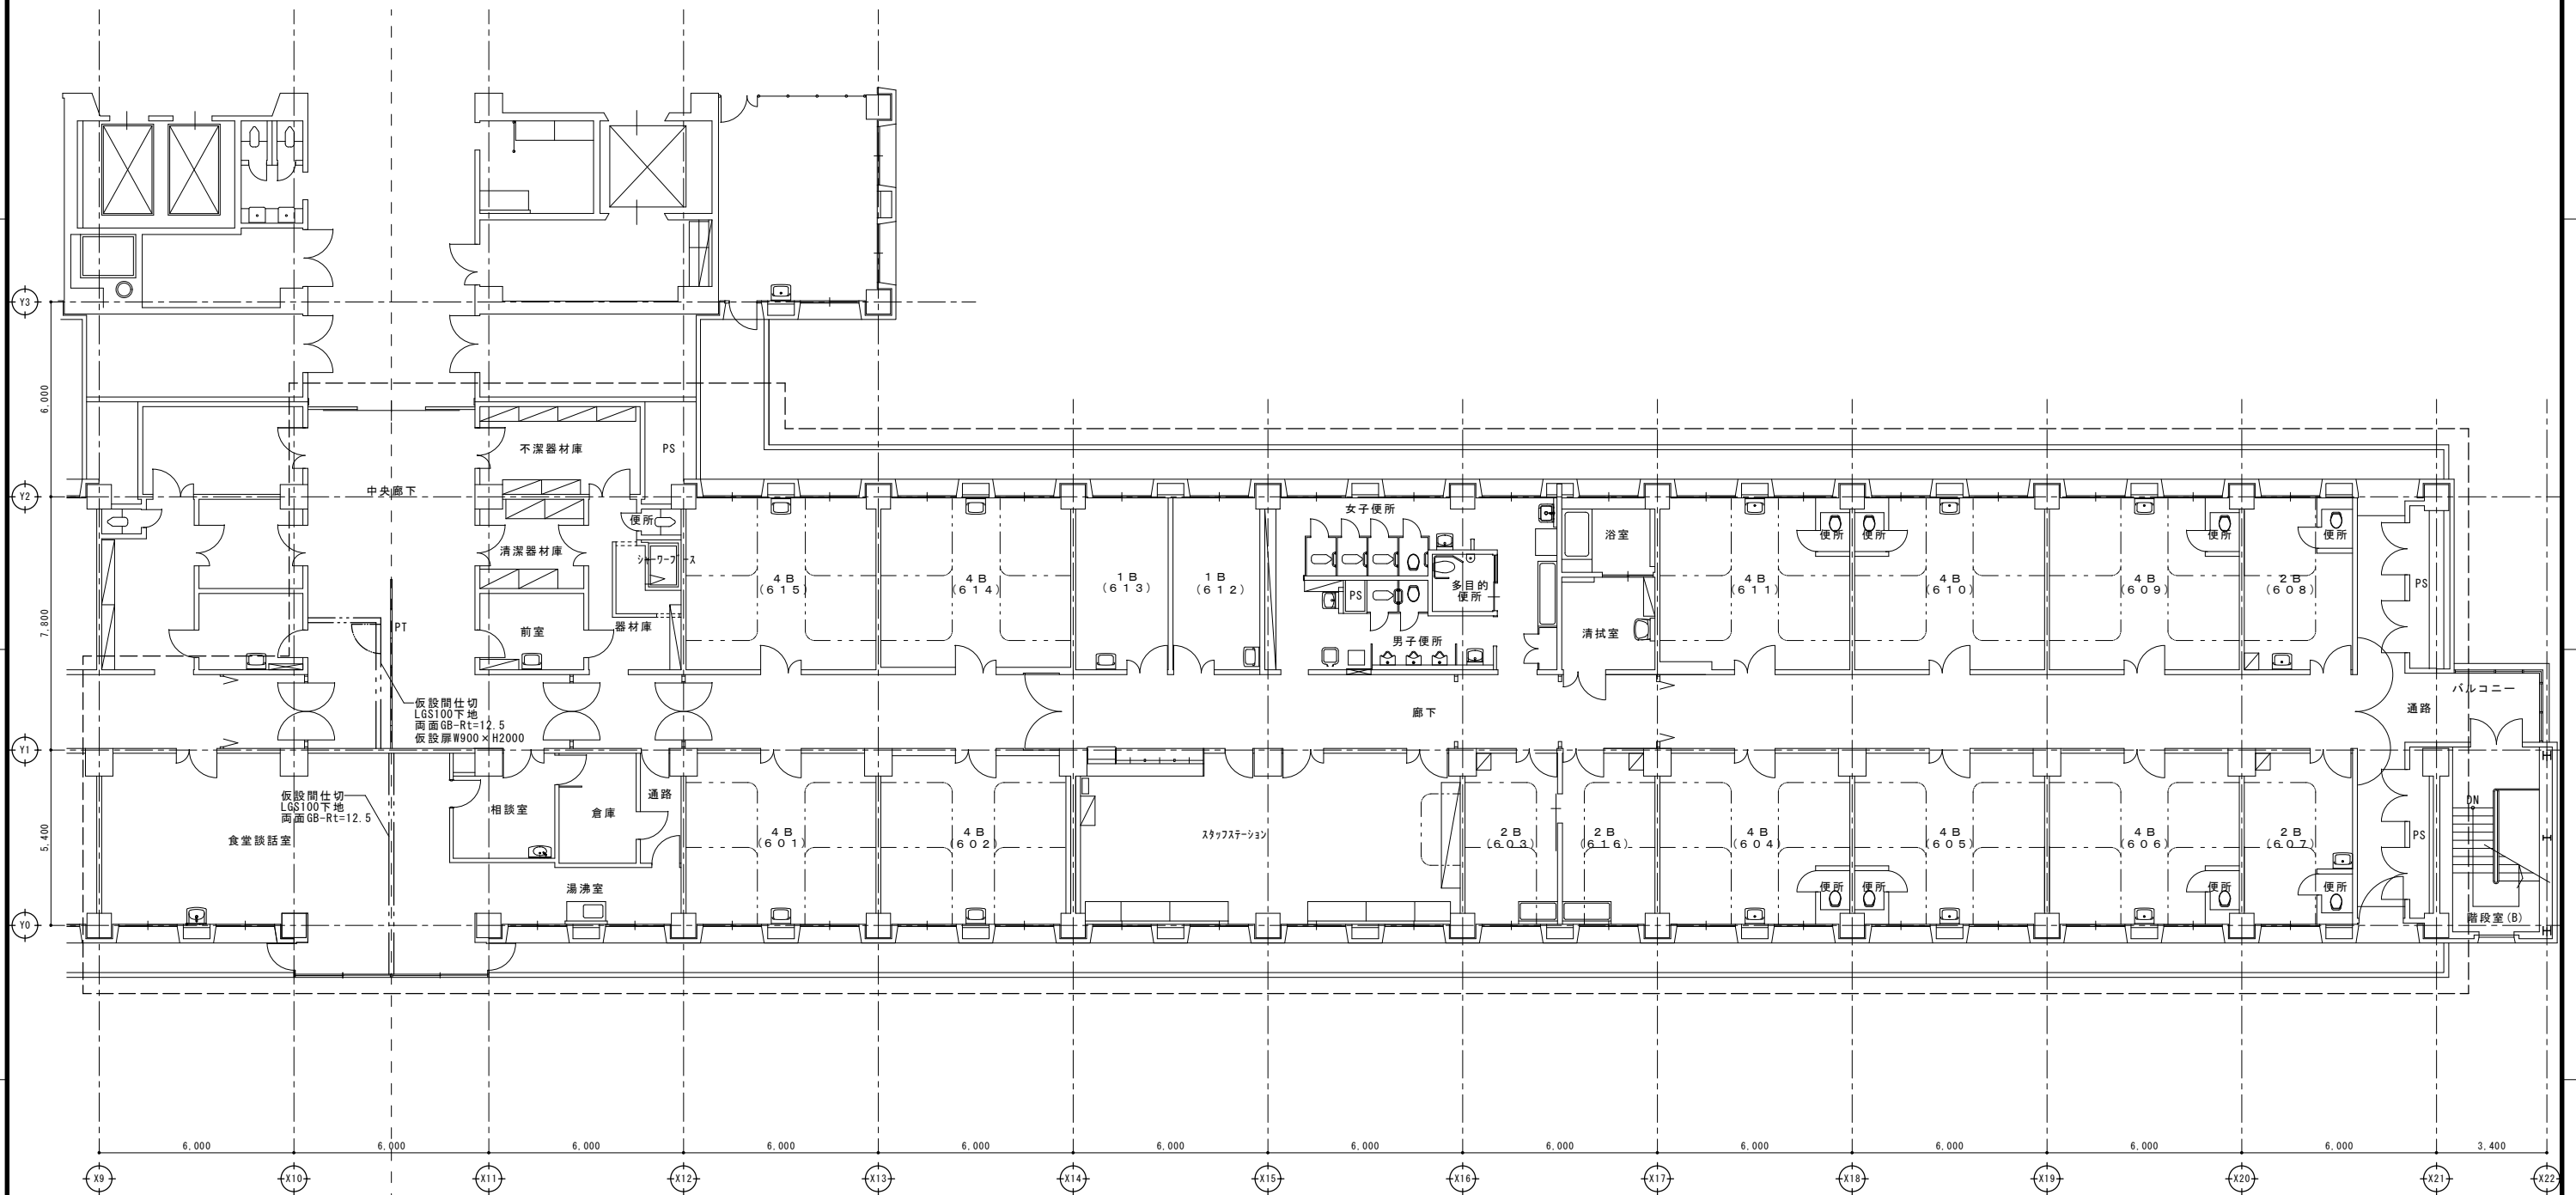 Y3
6,000
不潔器材庫
PS
中央廊下
Y2
便所
女子便所
清潔器材庫
シャワーブース
浴室
便所
便所
便所
便所
4B
(615)
4B
(614)
1B
(613)
1B
(612)
PS
多目的
便所
4B
(611)
4B
(610)
4B
(609)
2B
(608)
PS
7,800
PT
前室
器材庫
男子便所
清拭室
仮設間仕切
LGS100下地
両面GB-Rt=12.5
仮設扉W900×H2000
廊下
バルコニー
通路
Y1
仮設間仕切
LGS100下地
両面GB-Rt=12.5
食堂談話室
相談室
倉庫
通路
4B
(601)
4B
(602)
スタッフステーション
2B
(603)
2B
(616)
4B
(604)
4B
(605)
4B
(606)
2B
(607)
PS
DN
5,400
湯沸室
便所
便所
便所
便所
階段室(B)
Y0
6,000
6,000
6,000
6,000
6,000
6,000
6,000
6,000
6,000
6,000
6,000
6,000
3,400
X9
X10
X11
X12
X13
X14
X15
X16
X17
X18
X19
X20
X21
X22